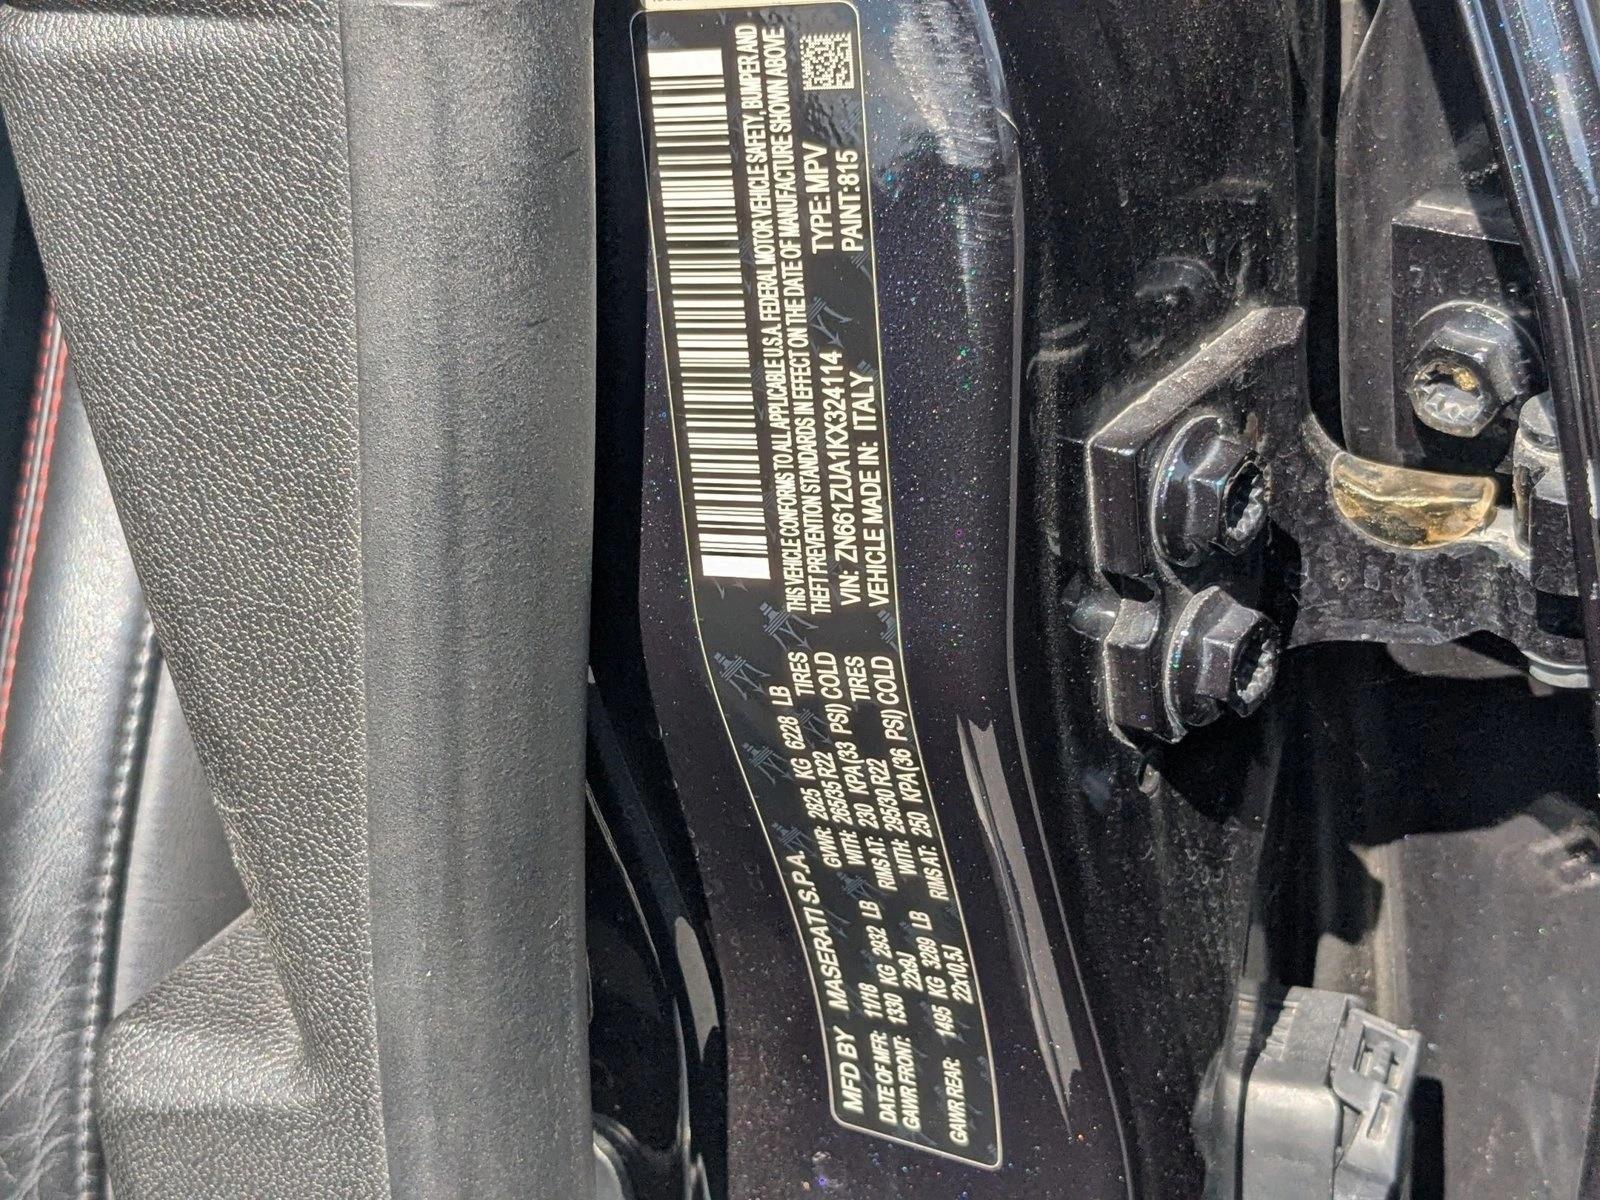 MFD BY MASERATI S.P.A.
DATE OF MFR: 11/18 GVWR: 2825 KG 6228 LB TIRES
GAWR FRONT: 1330 KG 2932 LB WITH: 265/35 R22
22x9J RIMS AT: 230 KPA (33 PSI) COLD
GAWR REAR: 1495 KG 3289 LB WITH: 295/30 R22 TIRES
22x10,5J RIMS AT: 250 KPA (36 PSI) COLD
THIS VEHICLE CONFORMS TO ALL APPLICABLE U.S.A. FEDERAL MOTOR VEHICLE SAFETY, BUMPER AND
THEFT PREVENTION STANDARDS IN EFFECT ON THE DATE OF MANUFACTURE SHOWN ABOVE
VIN: ZN661ZUA1KX324114 TYPE: MPV
VEHICLE MADE IN: ITALY PAINT:815